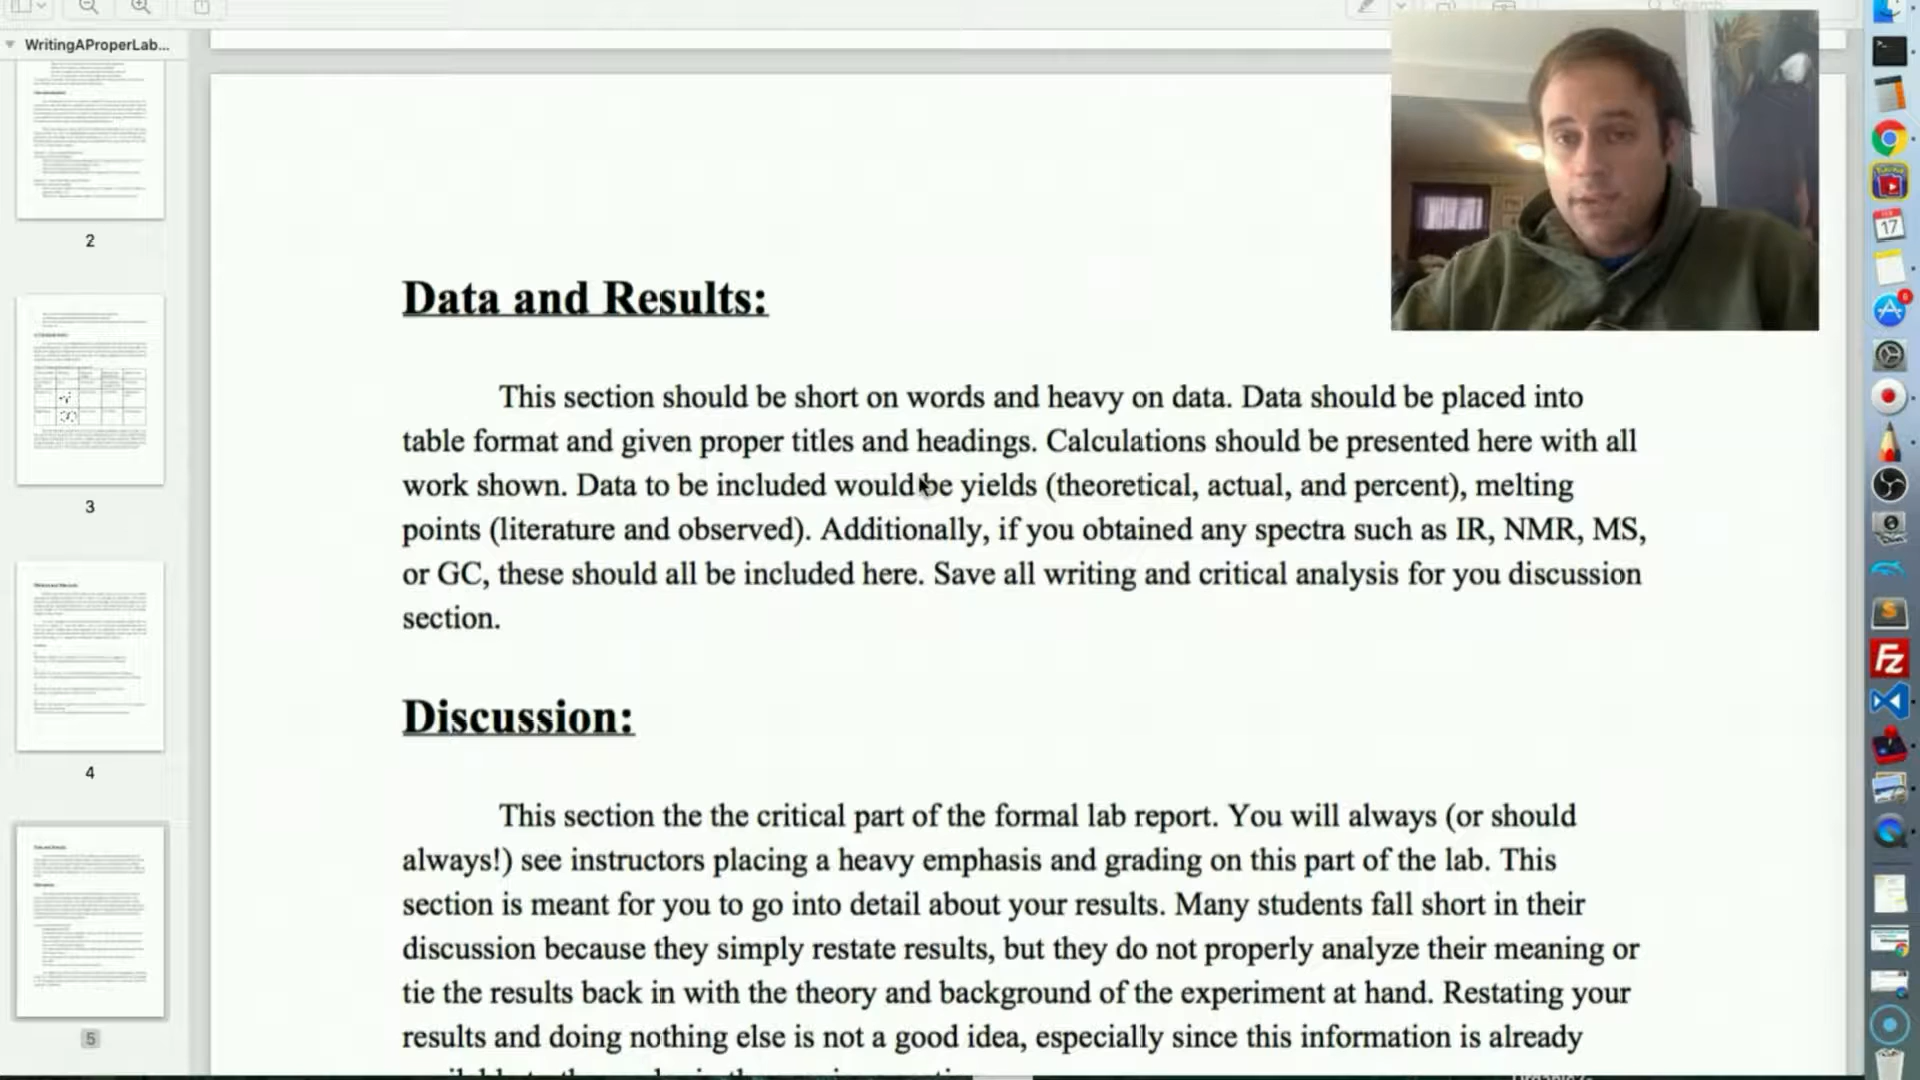 WritingAProperLab...
2
3
4
5
Data and Results:
This section should be short on words and heavy on data. Data should be placed into
table format and given proper titles and headings. Calculations should be presented here with all
work shown. Data to be included would be yields (theoretical, actual, and percent), melting
points (literature and observed). Additionally, if you obtained any spectra such as IR, NMR, MS,
or GC, these should all be included here. Save all writing and critical analysis for you discussion
section.
Discussion:
This section the the critical part of the formal lab report. You will always (or should
always!) see instructors placing a heavy emphasis and grading on this part of the lab. This
section is meant for you to go into detail about your results. Many students fall short in their
discussion because they simply restate results, but they do not properly analyze their meaning or
tie the results back in with the theory and background of the experiment at hand. Restating your
results and doing nothing else is not a good idea, especially since this information is already
Search
17
6
S
Fz